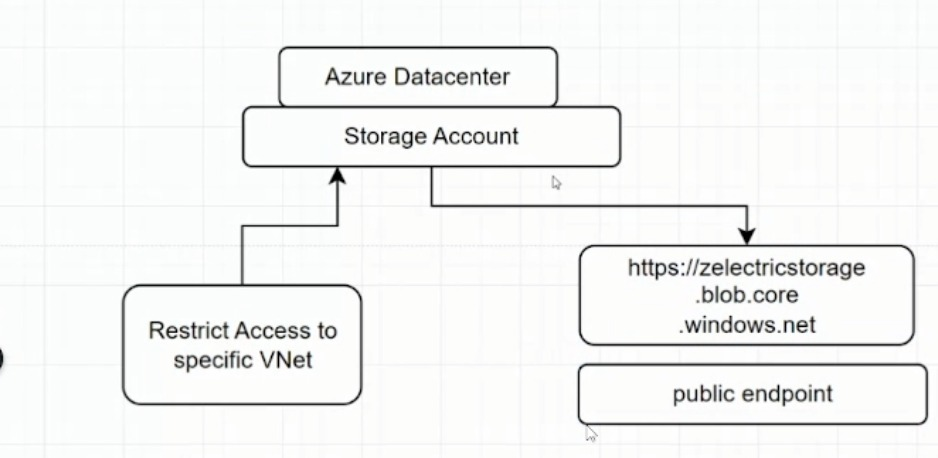 Azure Datacenter
Storage Account
Restrict Access to
specific VNet
https://zelectricstorage
.blob.core
.windows.net
public endpoint